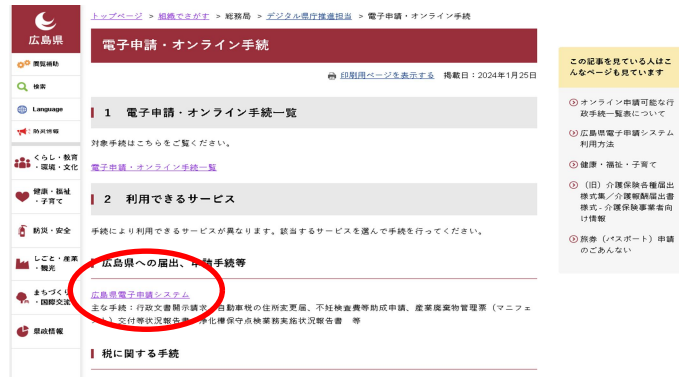 トップページ > 組織でさがす > 総務局 > デジタル県庁推進担当 > 電子申請・オンライン手続
広島県
電子申請・オンライン手続
印刷用ページを表示する 掲載日：2024年1月25日
閲覧補助
検索
Language
防災情報
くらし・教育
・環境・文化
健康・福祉
・子育て
防災・安全
しごと・産業
・観光
まちづくり
・国際交流
県政情報
1 電子申請・オンライン手続一覧
対象手続はこちらをご覧ください。
電子申請・オンライン手続一覧
2 利用できるサービス
手続により利用できるサービスが異なります。該当するサービスを選んで手続を行ってください。
広島県への届出、申請手続等
広島県電子申請システム
主な手続：行政文書開示請求、自動車税の住所変更届、不妊検査費等助成申請、産業廃棄物管理票（マニフェ
スト）交付等状況報告書、浄化槽保守点検業務実施状況報告書 等
税に関する手続
この記事を見ている人はこ
んなページも見ています
オンライン申請可能な行
政手続一覧表について
広島県電子申請システム
利用方法
健康・福祉・子育て
（旧）介護保険各種届出
様式集／介護報酬届出書
様式 - 介護保険事業者向
け情報
旅券（パスポート）申請
のごあんない